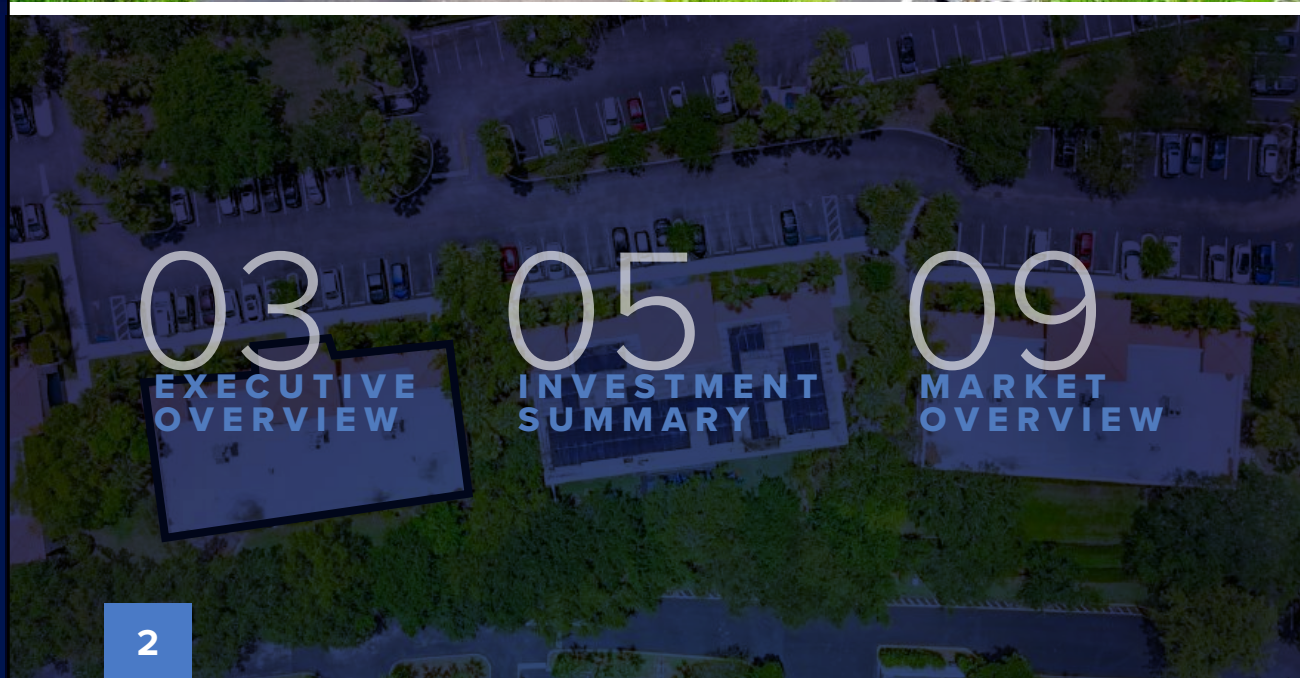 03
EXECUTIVE
OVERVIEW
05
INVESTMENT
SUMMARY
09
MARKET
OVERVIEW
2